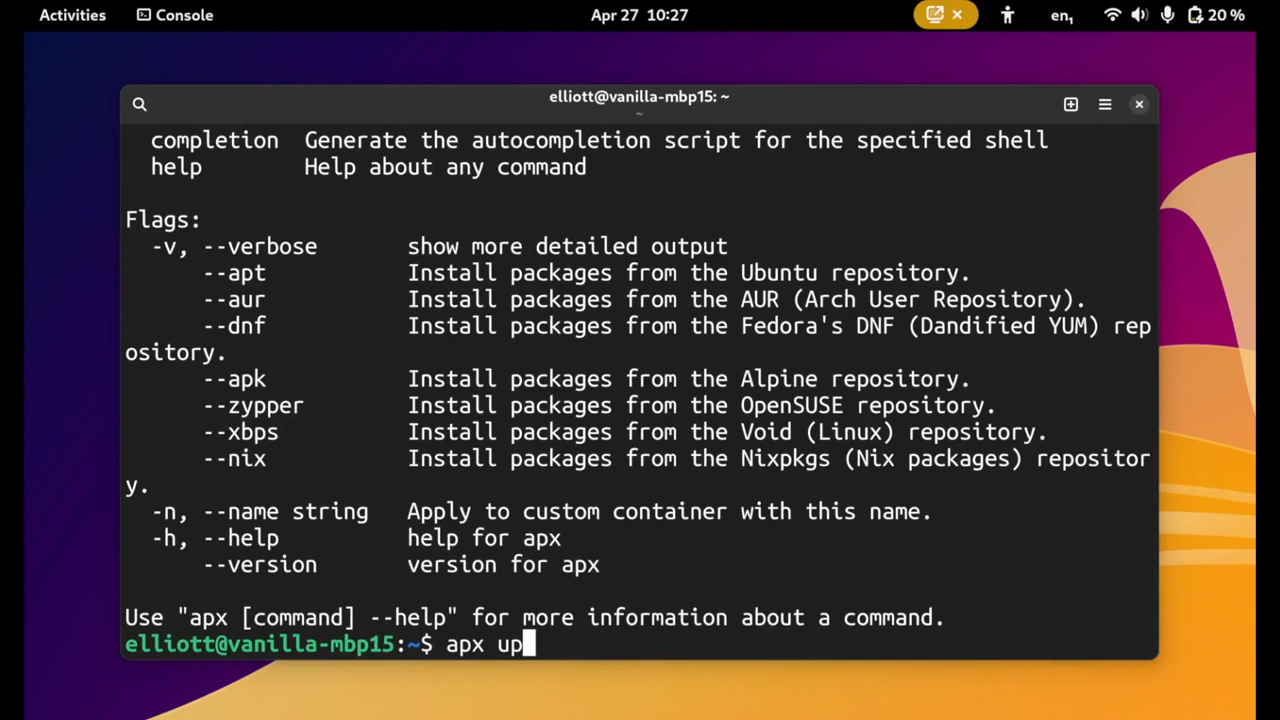 Activities Console Apr 27 10:27 en₁ 20 %
elliott@vanilla-mbp15: ~
~
completion Generate the autocompletion script for the specified shell
help Help about any command
Flags:
-v, --verbose show more detailed output
--apt Install packages from the Ubuntu repository.
--aur Install packages from the AUR (Arch User Repository).
--dnf Install packages from the Fedora's DNF (Dandified YUM) rep
ository.
--apk Install packages from the Alpine repository.
--zypper Install packages from the OpenSUSE repository.
--xbps Install packages from the Void (Linux) repository.
--nix Install packages from the Nixpkgs (Nix packages) repositor
y.
-n, --name string Apply to custom container with this name.
-h, --help help for apx
--version version for apx
Use "apx [command] --help" for more information about a command.
elliott@vanilla-mbp15:~$ apx up